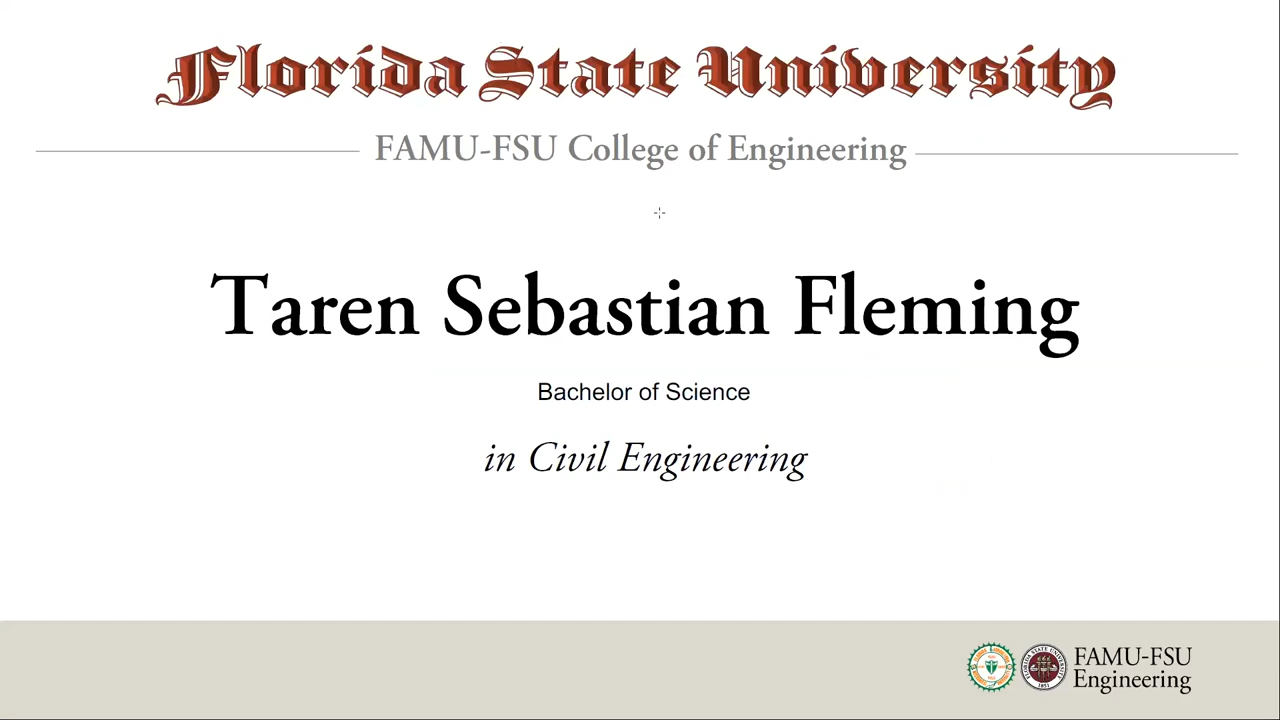 Florida State University
FAMU-FSU College of Engineering
Taren Sebastian Fleming
Bachelor of Science
in Civil Engineering
FAMU-FSU
Engineering